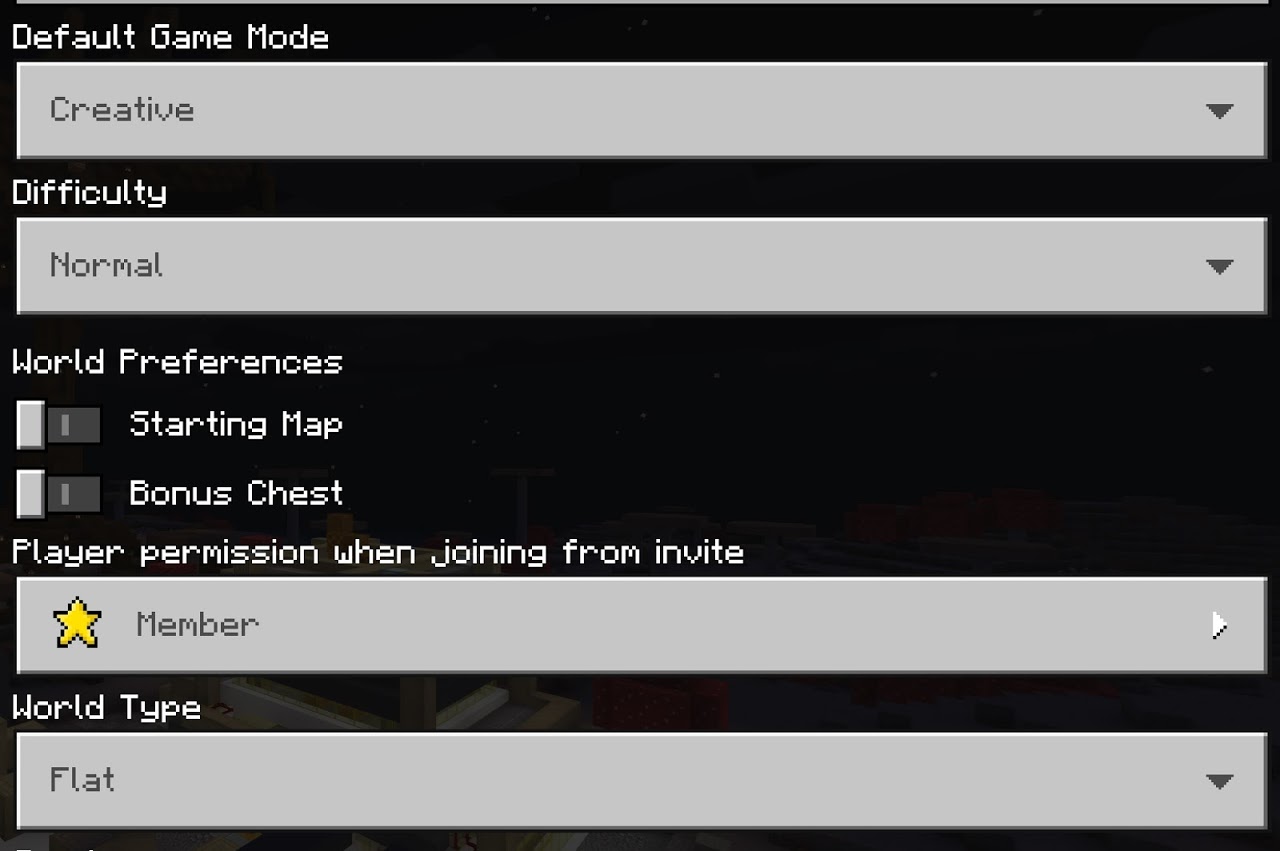 Default Game Mode
Creative
Difficulty
Normal
World Preferences
Starting Map
Bonus Chest
Player permission when joining from invite
Member
World Type
Flat